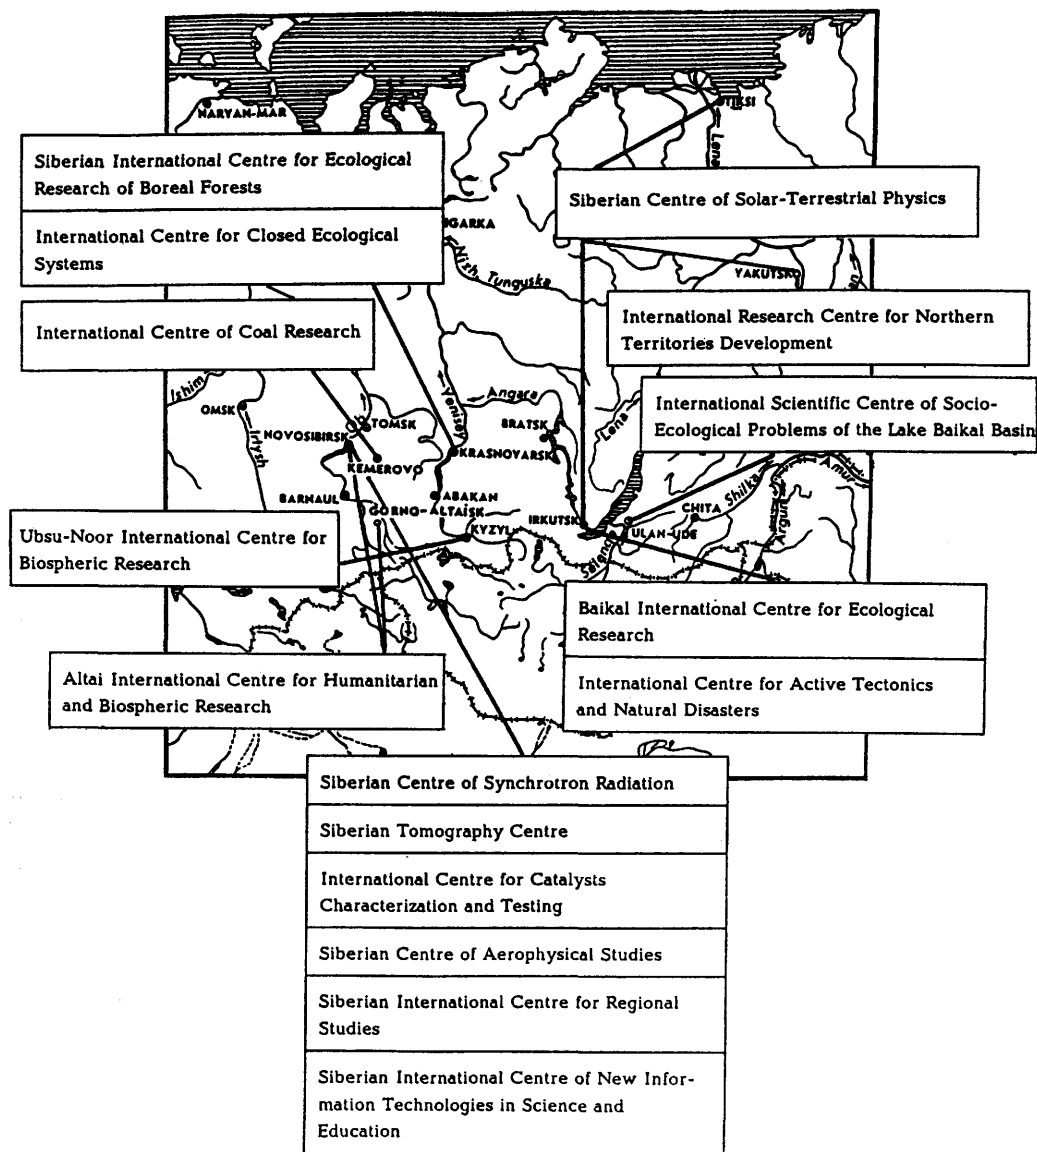 NARYAN-MAR
TIKSI
Lena
Siberian International Centre for Ecological
Research of Boreal Forests
International Centre for Closed Ecological
Systems
Siberian Centre of Solar-Terrestrial Physics
GARKA
Nish. Tunguska
YAKUTSK
International Centre of Coal Research
International Research Centre for Northern
Territories Development
Ishim
OMSK
Irtysh
NOVOSIBIRSK
TOMSK
KEMEROVO
Yenisey
Angara
BRATSK
KRASNOYARSK
Lena
International Scientific Centre of Socio-
Ecological Problems of the Lake Baikal Basin
BARNAUL
GORNO-ALTAISK
ABAKAN
KYZYL
IRKUTSK
Selenga
ULAN-UDE
CHITA
Shilka
Argun
Amur
Ubsu-Noor International Centre for
Biospheric Research
Baikal International Centre for Ecological
Research
International Centre for Active Tectonics
and Natural Disasters
Altai International Centre for Humanitarian
and Biospheric Research
Siberian Centre of Synchrotron Radiation
Siberian Tomography Centre
International Centre for Catalysts
Characterization and Testing
Siberian Centre of Aerophysical Studies
Siberian International Centre for Regional
Studies
Siberian International Centre of New Infor-
mation Technologies in Science and
Education